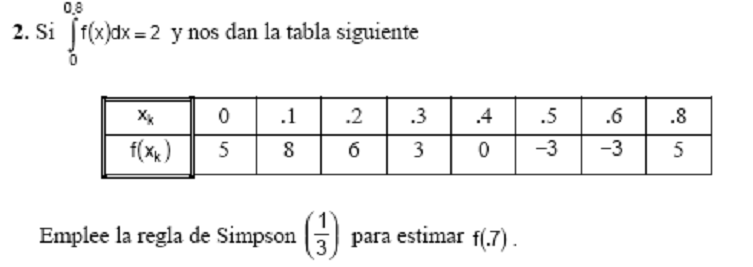 2. Si ∫₀^0.8 f(x)dx = 2 y nos dan la tabla siguiente
xₖ 0 .1 .2 .3 .4 .5 .6 .8
f(xₖ) 5 8 6 3 0 −3 −3 5
Emplee la regla de Simpson (1/3) para estimar f(.7) .